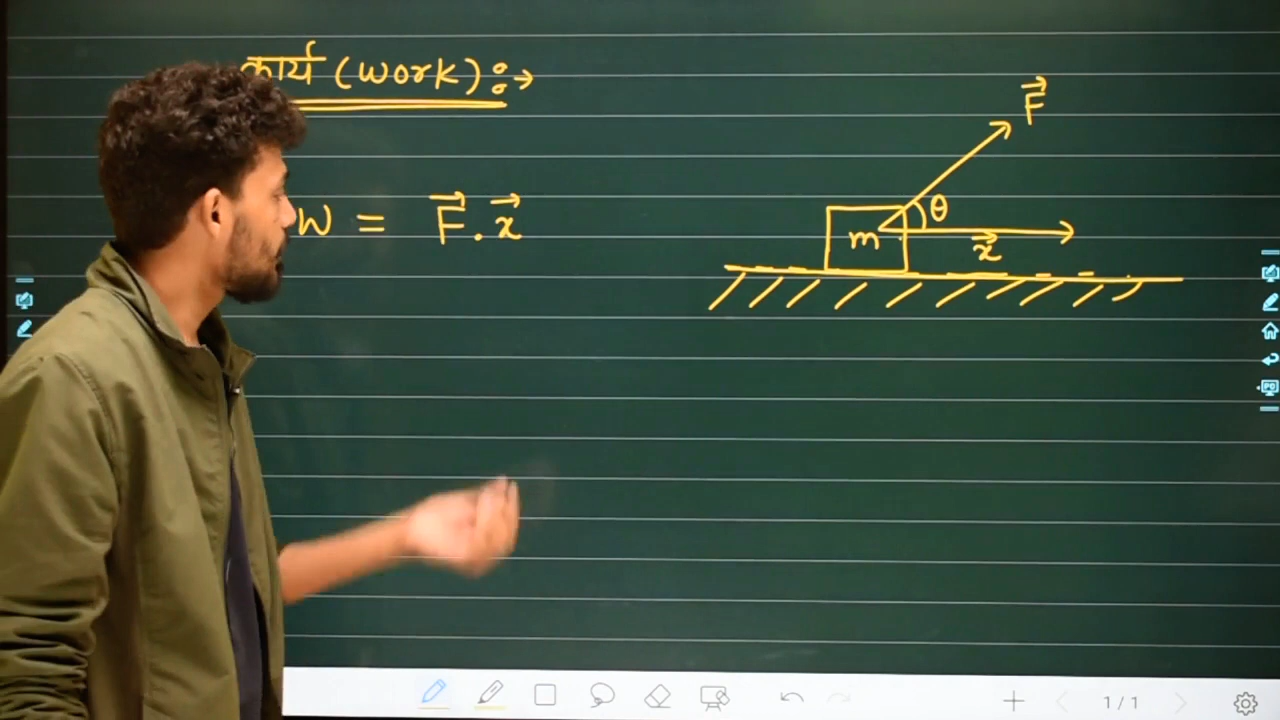 कार्य (work) :→
W = F⃗ . x⃗
F⃗
θ
m
x⃗
1/1